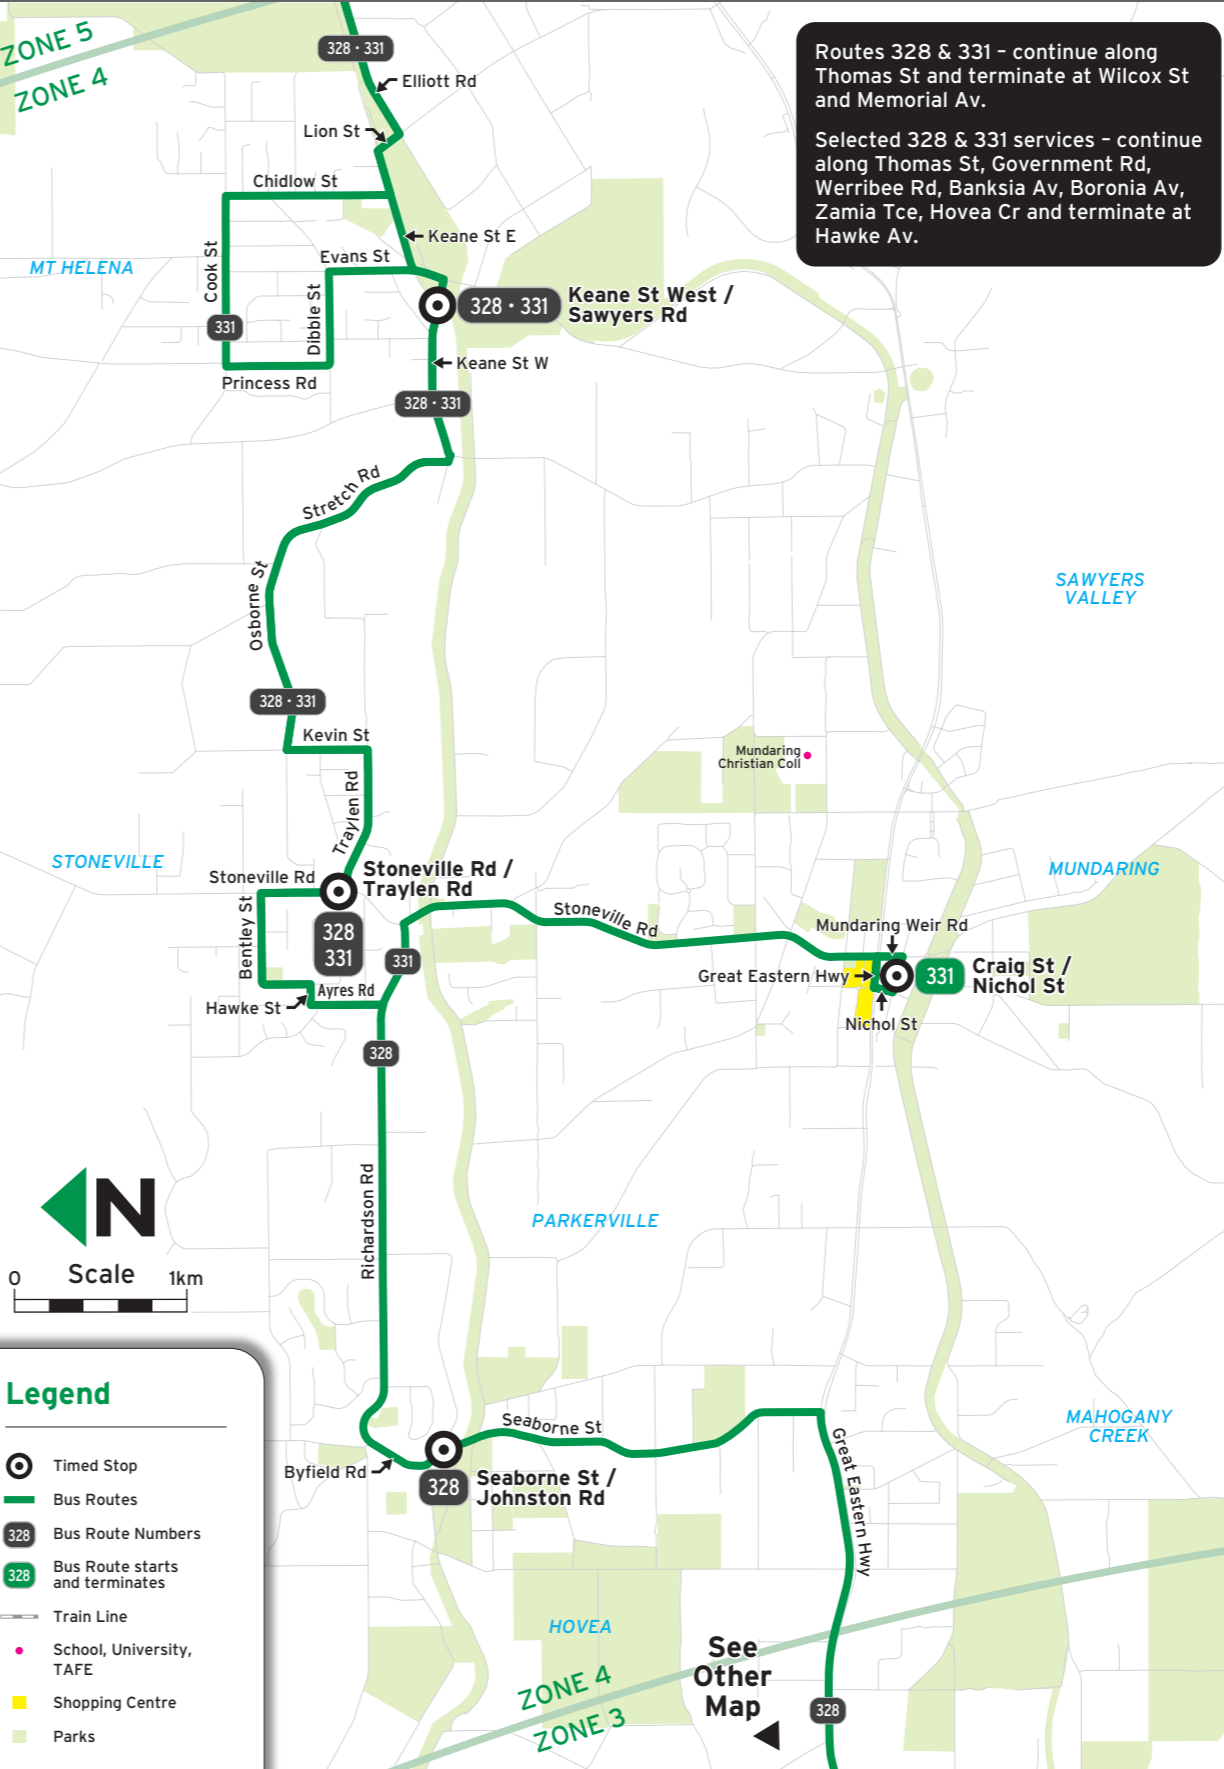 ZONE 5
ZONE 4
328 · 331
Elliott Rd
Lion St
Chidlow St
Keane St E
Evans St
Cook St
Dibble St
MT HELENA
331
328 · 331
Keane St West /
Sawyers Rd
Keane St W
Princess Rd
328 · 331
Routes 328 & 331 – continue along
Thomas St and terminate at Wilcox St
and Memorial Av.
Selected 328 & 331 services – continue
along Thomas St, Government Rd,
Werribee Rd, Banksia Av, Boronia Av,
Zamia Tce, Hovea Cr and terminate at
Hawke Av.
Stretch Rd
Osborne St
SAWYERS
VALLEY
328 · 331
Kevin St
Traylen Rd
Mundaring
Christian Coll
STONEVILLE
Stoneville Rd
Stoneville Rd /
Traylen Rd
MUNDARING
Bentley St
328
331
331
Stoneville Rd
Mundaring Weir Rd
Great Eastern Hwy
331
Craig St /
Nichol St
Nichol St
Ayres Rd
Hawke St
328
Richardson Rd
N
PARKERVILLE
Scale
0
1km
Seaborne St
Byfield Rd
328
Seaborne St /
Johnston Rd
MAHOGANY
CREEK
Great Eastern Hwy
HOVEA
ZONE 4
ZONE 3
See
Other
Map
328
Legend
Timed Stop
Bus Routes
328
Bus Route Numbers
328
Bus Route starts
and terminates
Train Line
School, University,
TAFE
Shopping Centre
Parks